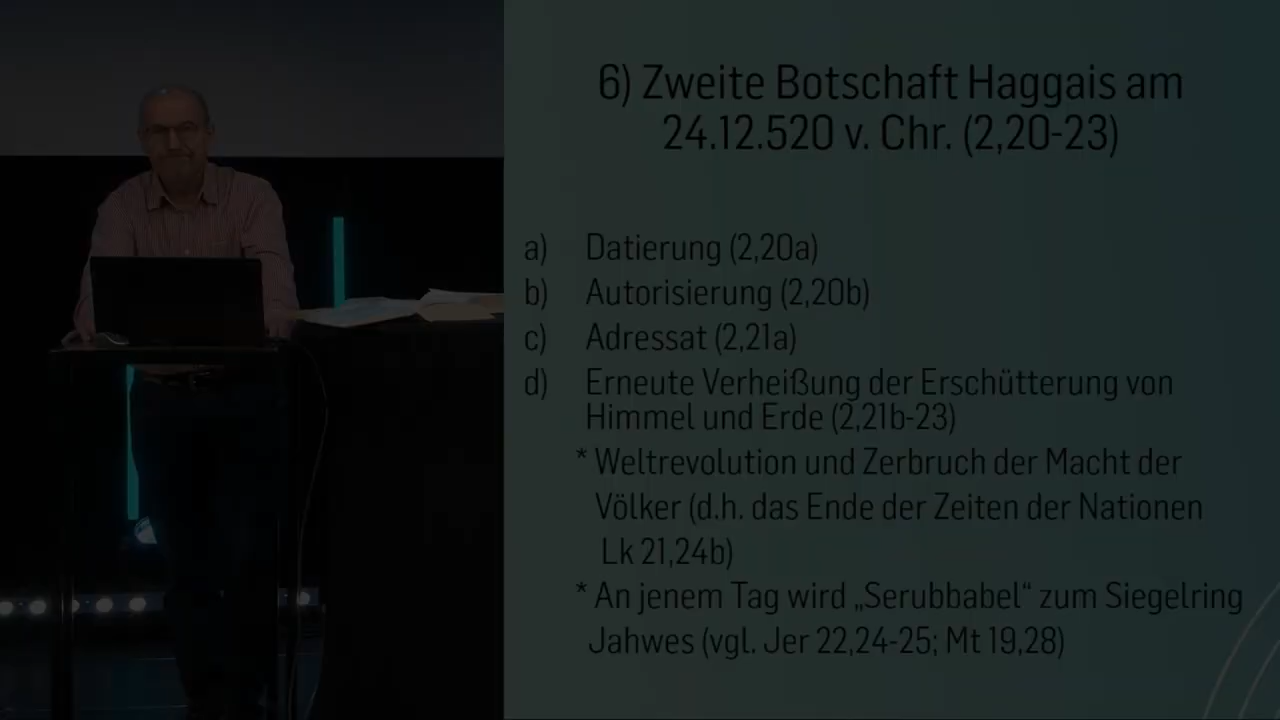 6) Zweite Botschaft Haggais am
24.12.520 v. Chr. (2,20-23)
a) Datierung (2,20a)
b) Autorisierung (2,20b)
c) Adressat (2,21a)
d) Erneute Verheißung der Erschütterung von
Himmel und Erde (2,21b-23)
* Weltrevolution und Zerbruch der Macht der
Völker (d.h. das Ende der Zeiten der Nationen
Lk 21,24b)
* An jenem Tag wird „Serubbabel“ zum Siegelring
Jahwes (vgl. Jer 22,24-25; Mt 19,28)